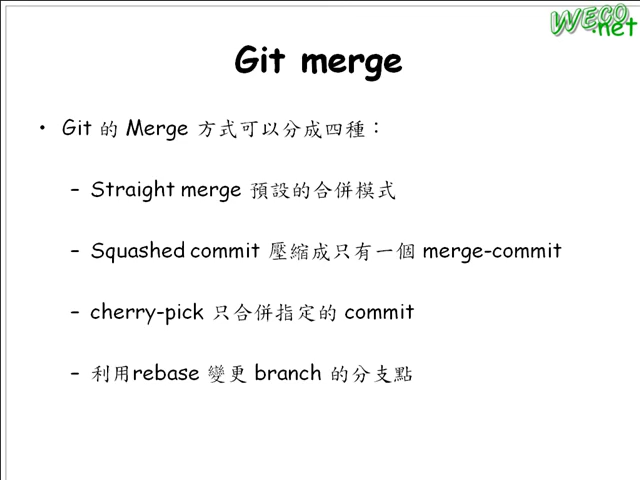 WECO
.net
Git merge
• Git 的 Merge 方式可以分成四種：
– Straight merge 預設的合併模式
– Squashed commit 壓縮成只有一個 merge-commit
– cherry-pick 只合併指定的 commit
– 利用rebase 變更 branch 的分支點